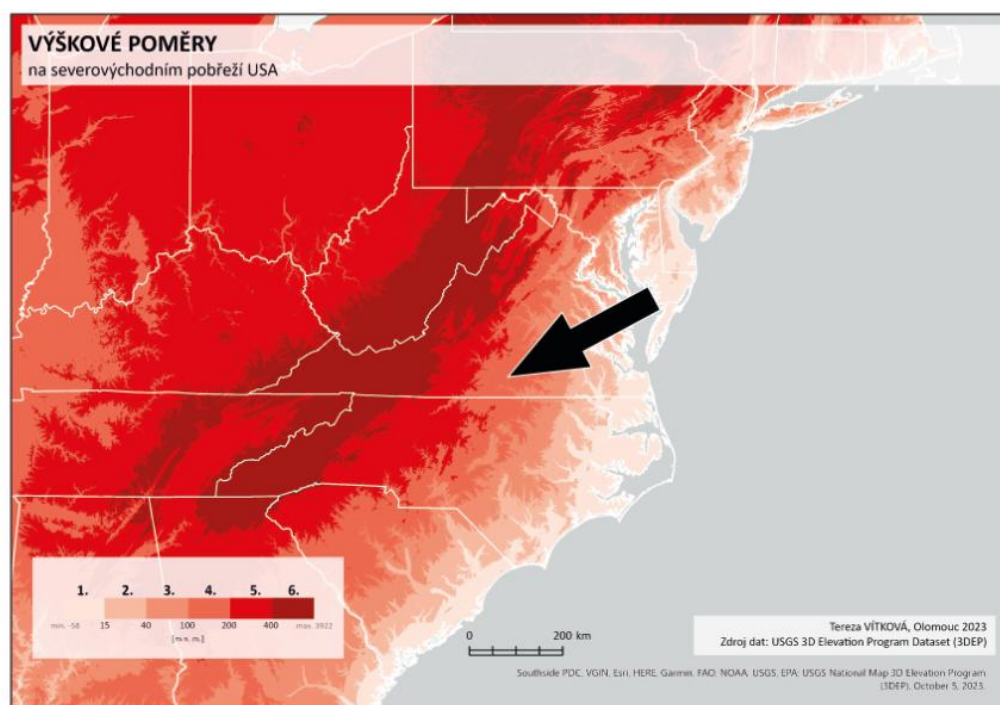 VÝŠKOVÉ POMĚRY
na severovýchodním pobřeží USA
1. 2. 3. 4. 5. 6.
min. -58 15 40 100 200 400 max. 3922
[m n. m.]
0 200 km
Tereza VÍTKOVÁ, Olomouc 2023
Zdroj dat: USGS 3D Elevation Program Dataset (3DEP)
Southside PDC, VGIN, Esri, HERE, Garmin, FAO, NOAA, USGS, EPA; USGS National Map 3D Elevation Program
(3DEP), October 5, 2023.